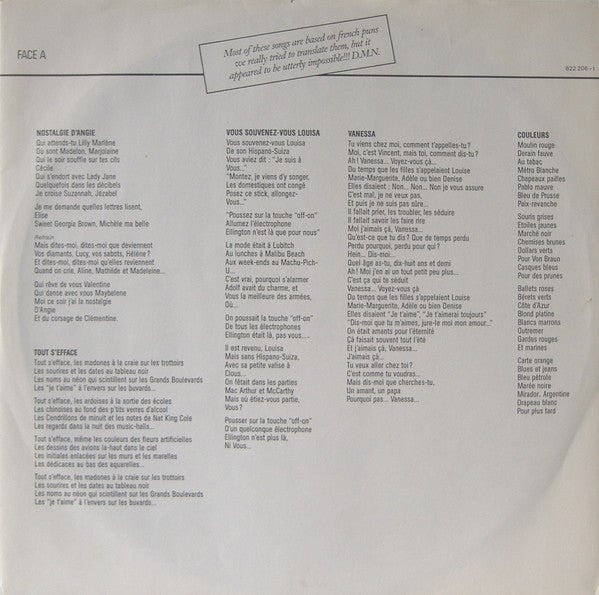 FACE A
Most of these songs are based on french puns
we really tried to translate them, but it
appeared to be utterly impossible!!! D.M.N.
822 206-1
NOSTALGIE D'ANGIE
Qui attends-tu Lilly Marlène
Où sont Madelon, Marjolaine
Qui le soir souffle sur tes cils
Cécile
Qui s'endort avec Lady Jane
Quelquefois dans les décibels
Je croise Suzannah, Jézabel
Je me demande quelles lettres lisent,
Elise
Sweet Georgia Brown, Michèle ma belle
Refrain
Mais dites-moi, dites-moi que deviennent
Vos diamants, Lucy, vos sabots, Hélène?
Et dites-moi, dites-moi qu'elles reviennent
Quand on crie, Aline, Mathilde et Madeleine...
Qui rêve de vous Valentine
Qui danse avec vous Maybelene
Moi ce soir j'ai la nostalgie
D'Angie
Et du corsage de Clémentine.
TOUT S'EFFACE
Tout s'efface, les madones à la craie sur les trottoirs
Les sourires et les dates au tableau noir
Les noms au néon qui scintillent sur les Grands Boulevards
Les "je t'aime" à l'envers sur les buvards...
Tout s'efface, les ardoises à la sortie des écoles
Les chinoises au fond des p'tits verres d'alcool
Les Cendrillons de minuit et les notes de Nat King Cole
Les regards dans la nuit des music-halls...
Tout s'efface, même les couleurs des fleurs artificielles
Les dessins des avions là-haut dans le ciel
Les initiales enlacées sur les murs et les marelles
Les dédicaces au bas des aquarelles...
Tout s'efface, les madones à la craie sur les trottoirs
Les sourires et les dates au tableau noir
Les noms au néon qui scintillent sur les Grands Boulevards
Les "je t'aime" à l'envers sur les buvards...
VOUS SOUVENEZ-VOUS LOUISA
Vous souvenez-vous Louisa
De son Hispano-Suiza
Vous aviez dit : "Je suis à
Vous..."
"Montez, je viens d'y songer,
Les domestiques ont congé
Posez ce stick, allongez-
Vous..."
"Poussez sur la touche "off-on"
Allumez l'électrophone
Ellington n'est là que pour nous"
La mode était à Lubitch
Au lunches à Malibu Beach
Aux week-ends au Machu-Pich-
U...
C'est vrai, pourquoi s'alarmer
Adolf avait du charme, et
Vous la meilleure des armées,
Où...
On poussait la touche "off-on"
De tous les électrophones
Ellington était là, pas vous....
Il est revenu, Louisa
Mais sans Hispano-Suiza,
Avec sa petite valise à
Clous...
On fêtait dans les parties
Mac Arthur et McCarthy
Mais où étiez-vous partie,
Vous?
Pousser sur la touche "off-on"
D'un quelconque électrophone
Ellington n'est plus là,
Ni Vous...
VANESSA
Tu viens chez moi, comment t'appelles-tu?
Moi, c'est Vincent, mais toi, comment dis-tu?
Ah! Vanessa... Voyez-vous ça...
Du temps que les filles s'appelaient Louise
Marie-Marguerite, Adèle ou bien Denise
Elles disaient : Non... Non... Non je vous assure
C'est mal, je ne veux pas,
Et puis je ne suis pas sûre...
Il fallait prier, les troubler, les séduire
Il fallait savoir les faire rire
Moi j'aimais ça, Vanessa...
Qu'est-ce que tu dis? Que de temps perdu
Perdu pourquoi, perdu pour qui?
Hein... Dis-moi...
Quel âge as-tu, dix-huit ans et demi
Ah! Moi j'en ai un tout petit peu plus...
C'est ça qui te séduit
Vanessa... Voyez-vous ça
Du temps que les filles s'appelaient Louise
Marie-Marguerite, Adèle ou bien Denise
Elles disaient "Je t'aime", "Je t'aimerai toujours"
"Dis-moi que tu m'aimes, jure-le moi mon amour..."
On était amants pour l'éternité
Ça faisait souvent tout l'été
Et j'aimais ça, Vanessa...
J'aimais ça...
Tu veux aller chez toi?
C'est comme tu voudras...
Mais dis-moi que cherches-tu,
Un amant, un papa
Pourquoi pas... Vanessa...
COULEURS
Moulin rouge
Derain fauve
Au tabac
Métro Blanche
Chapeaux pailles
Pablo mauve
Bleu de Prusse
Paix-revanche
Souris grises
Etoiles jaunes
Marché noir
Chemises brunes
Dollars verts
Pour Von Braun
Casques bleus
Pour des prunes
Ballets roses
Bérets verts
Côte d'Azur
Blond platine
Blancs marrons
Outremer
Gardes rouges
Et marines
Carte orange
Blues et jeans
Bleu pétrole
Marée noire
Mirador, Argentine
Drapeau blanc
Pour plus tard